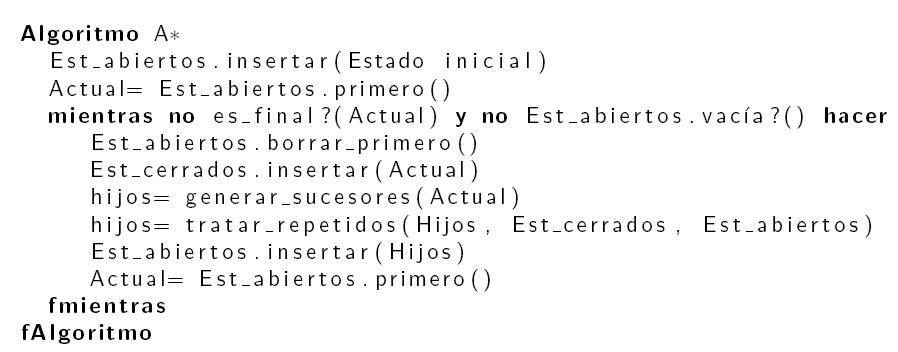 Algoritmo A*
Est_abiertos.insertar(Estado inicial)
Actual= Est_abiertos.primero()
mientras no es_final?(Actual) y no Est_abiertos.vacía?() hacer
Est_abiertos.borrar_primero()
Est_cerrados.insertar(Actual)
hijos= generar_sucesores(Actual)
hijos= tratar_repetidos(Hijos, Est_cerrados, Est_abiertos)
Est_abiertos.insertar(Hijos)
Actual= Est_abiertos.primero()
fmientras
fAlgoritmo